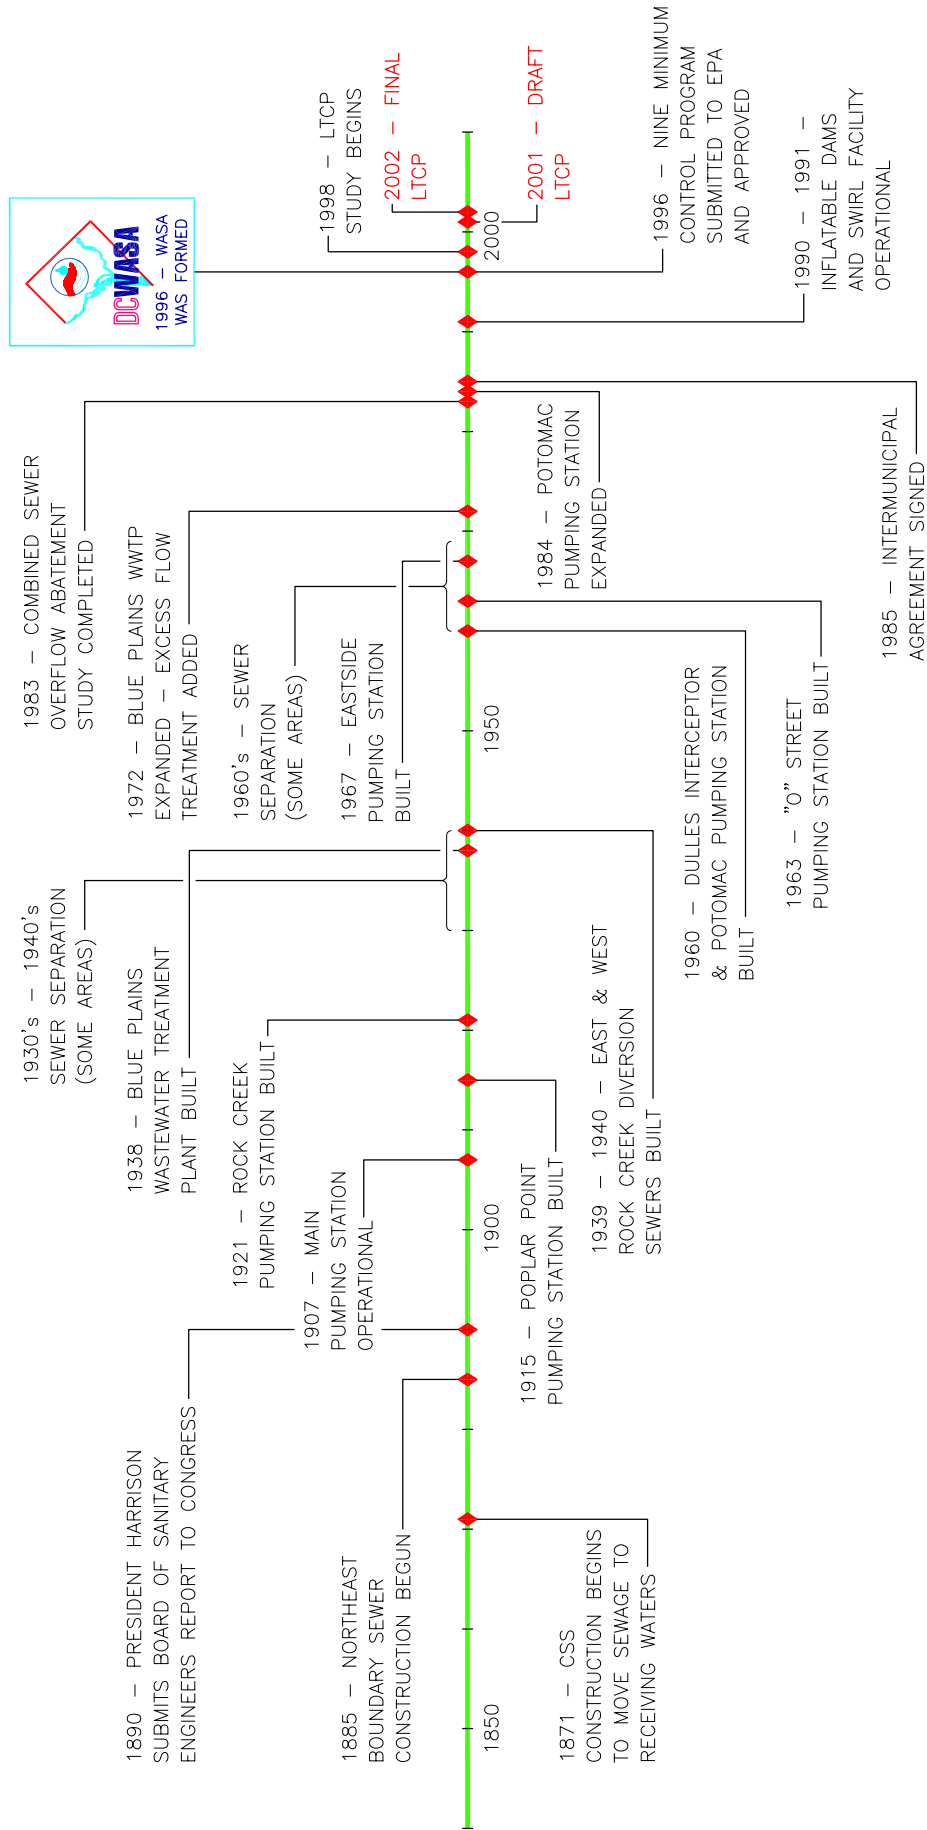 1890 – PRESIDENT HARRISON
SUBMITS BOARD OF SANITARY
ENGINEERS REPORT TO CONGRESS
1885 – NORTHEAST
BOUNDARY SEWER
CONSTRUCTION BEGUN
1907 – MAIN
PUMPING STATION
OPERATIONAL
1921 – ROCK CREEK
PUMPING STATION BUILT
1930's – 1940's
SEWER SEPARATION
(SOME AREAS)
1938 – BLUE PLAINS
WASTEWATER TREATMENT
PLANT BUILT
1983 – COMBINED SEWER
OVERFLOW ABATEMENT
STUDY COMPLETED
1972 – BLUE PLAINS WWTP
EXPANDED – EXCESS FLOW
TREATMENT ADDED
1960's – SEWER
SEPARATION
(SOME AREAS)
1967 – EASTSIDE
PUMPING STATION
BUILT
DCWASA
1996 – WASA
WAS FORMED
1998 – LTCP
STUDY BEGINS
2002 – FINAL
LTCP
1850
1900
1950
2000
1871 – CSS
CONSTRUCTION BEGINS
TO MOVE SEWAGE TO
RECEIVING WATERS
1915 – POPLAR POINT
PUMPING STATION BUILT
1939 – 1940 – EAST & WEST
ROCK CREEK DIVERSION
SEWERS BUILT
1960 – DULLES INTERCEPTOR
& POTOMAC PUMPING STATION
BUILT
1963 – "O" STREET
PUMPING STATION BUILT
1984 – POTOMAC
PUMPING STATION
EXPANDED
1985 – INTERMUNICIPAL
AGREEMENT SIGNED
2001 – DRAFT
LTCP
1996 – NINE MINIMUM
CONTROL PROGRAM
SUBMITTED TO EPA
AND APPROVED
1990 – 1991 –
INFLATABLE DAMS
AND SWIRL FACILITY
OPERATIONAL